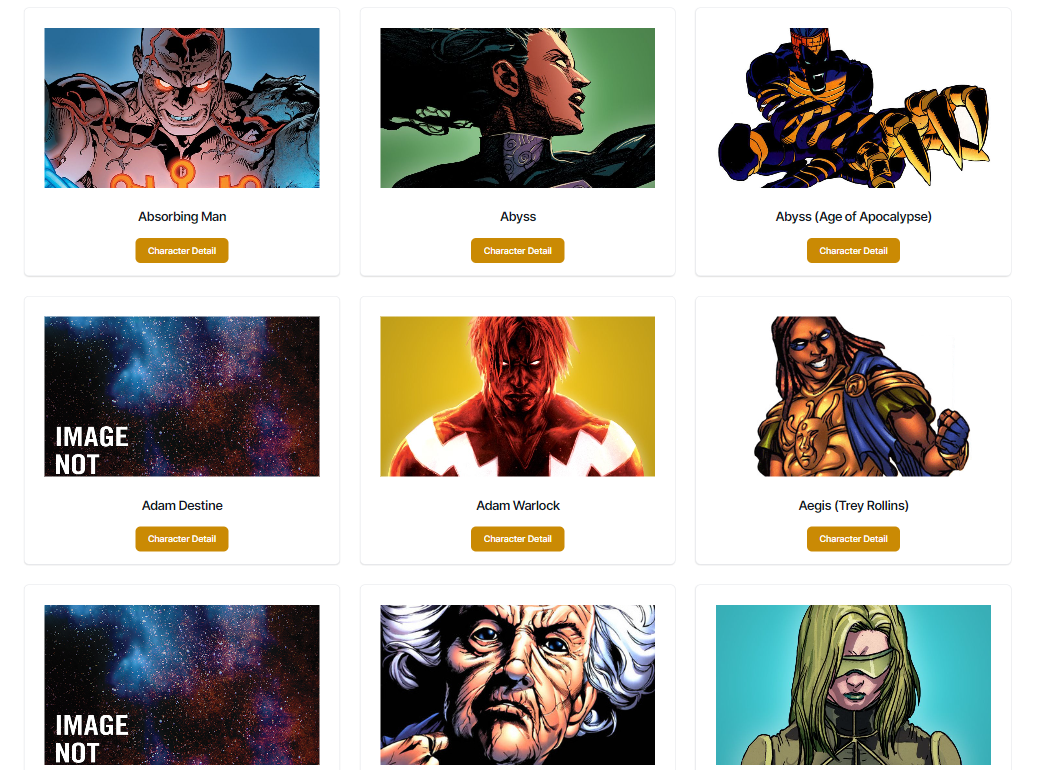 Absorbing Man
Abyss
Abyss (Age of Apocalypse)
Character Detail
Character Detail
Character Detail
IMAGE
NOT
Adam Destine
Adam Warlock
Aegis (Trey Rollins)
Character Detail
Character Detail
Character Detail
IMAGE
NOT